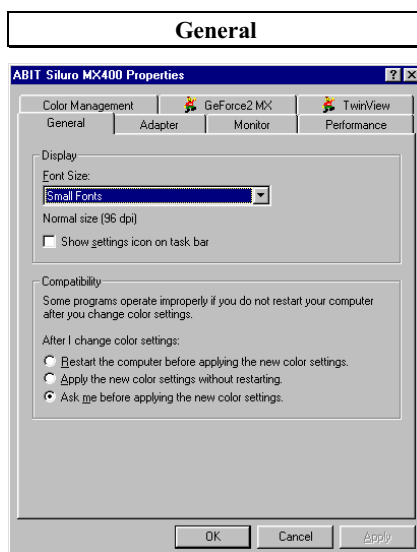 General
ABIT Siluro MX400 Properties
Color Management GeForce2 MX TwinView
General Adapter Monitor Performance
Display
Font Size:
Small Fonts
Normal size (96 dpi)
Show settings icon on task bar
Compatibility
Some programs operate improperly if you do not restart your computer
after you change color settings.
After I change color settings:
Restart the computer before applying the new color settings.
Apply the new color settings without restarting.
Ask me before applying the new color settings.
OK Cancel Apply